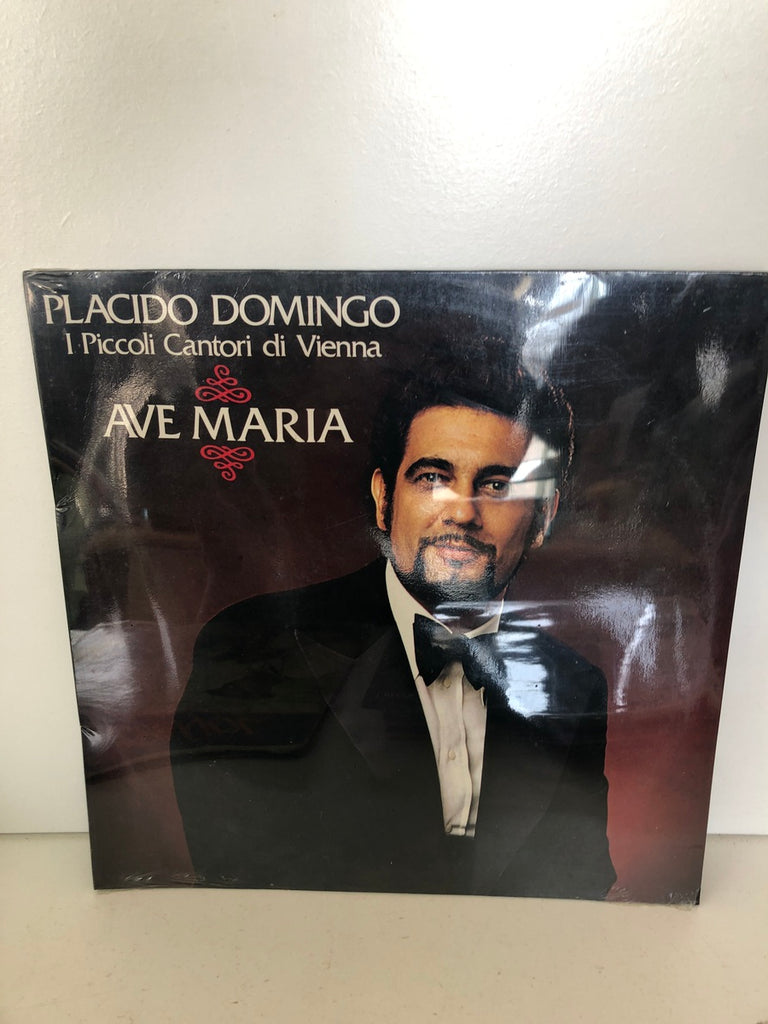 PLACIDO DOMINGO
I Piccoli Cantori di Vienna
AVE MARIA